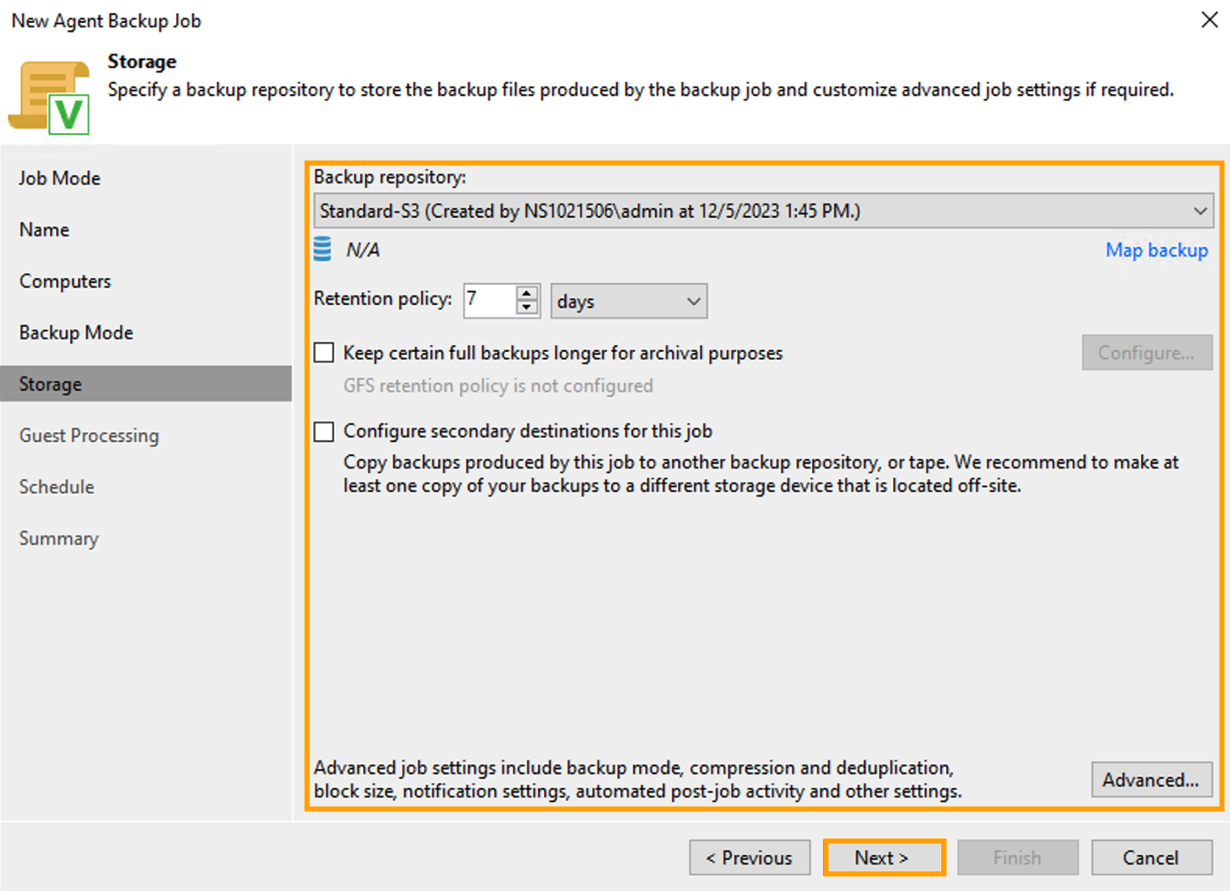 New Agent Backup Job
Storage
Specify a backup repository to store the backup files produced by the backup job and customize advanced job settings if required.
V
Job Mode
Name
Computers
Backup Mode
Storage
Guest Processing
Schedule
Summary
Backup repository:
Standard-S3 (Created by NS1021506\admin at 12/5/2023 1:45 PM.)
N/A
Map backup
Retention policy: 7 days
Keep certain full backups longer for archival purposes
Configure...
GFS retention policy is not configured
Configure secondary destinations for this job
Copy backups produced by this job to another backup repository, or tape. We recommend to make at
least one copy of your backups to a different storage device that is located off-site.
Advanced job settings include backup mode, compression and deduplication,
block size, notification settings, automated post-job activity and other settings.
Advanced...
< Previous
Next >
Finish
Cancel